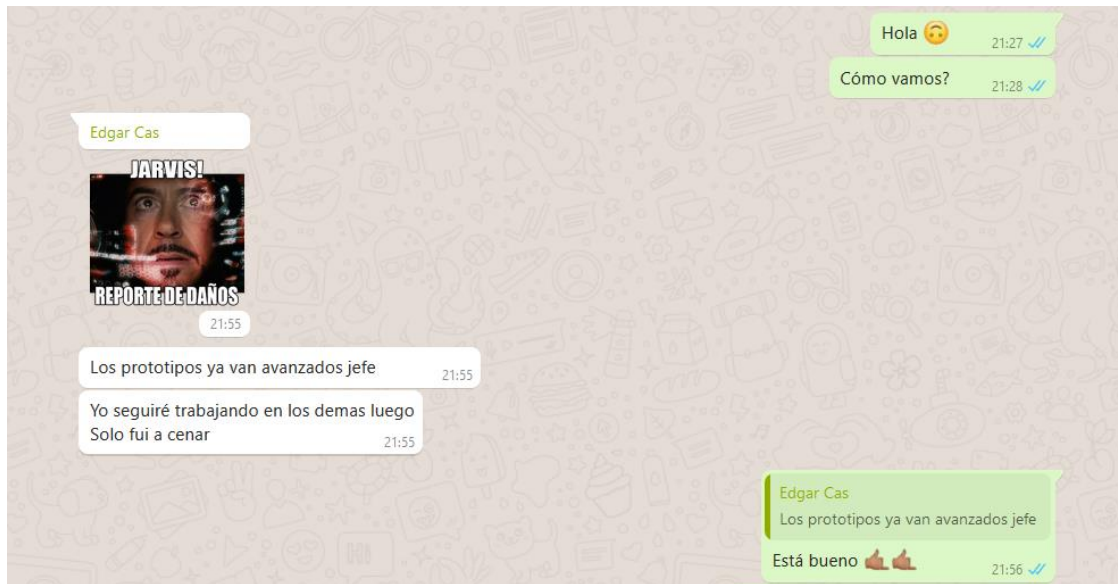 Hola 🙃 21:27
Cómo vamos? 21:28
Edgar Cas
JARVIS!
REPORTE DE DAÑOS
21:55
Los prototipos ya van avanzados jefe 21:55
Yo seguiré trabajando en los demas luego
Solo fui a cenar 21:55
Edgar Cas
Los prototipos ya van avanzados jefe
Está bueno 🤙🏽🤙🏽 21:56